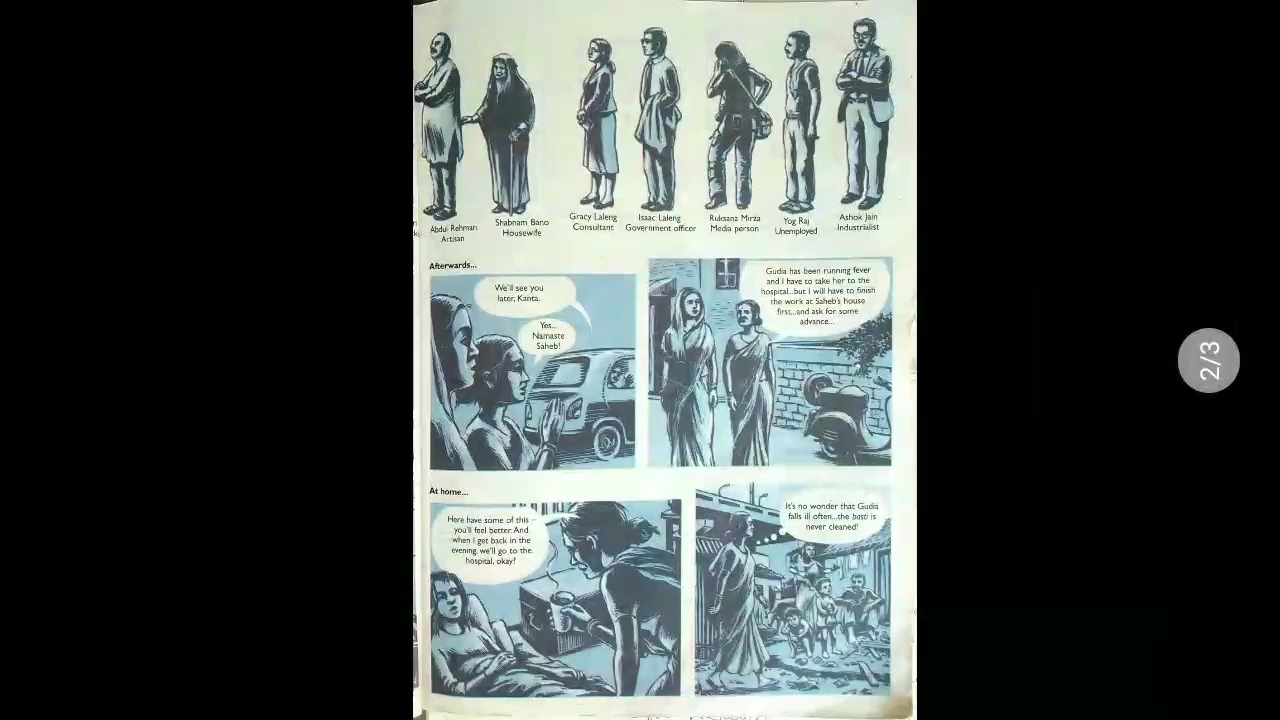 Abdul Rehman
Artisan
Shabnam Bano
Housewife
Gracy Laleng
Consultant
Isaac Laleng
Government officer
Ruksana Mirza
Media person
Yog Raj
Unemployed
Ashok Jain
Industrialist
Afterwards...
We'll see you
later, Kanta.
Yes...
Namaste
Saheb!
Gudia has been running fever
and I have to take her to the
hospital...but I will have to finish
the work at Saheb's house
first...and ask for some
advance...
At home...
Here have some of this –
you'll feel better. And
when I get back in the
evening, we'll go to the
hospital, okay?
It's no wonder that Gudia
falls ill often...the basti is
never cleaned!
2/3